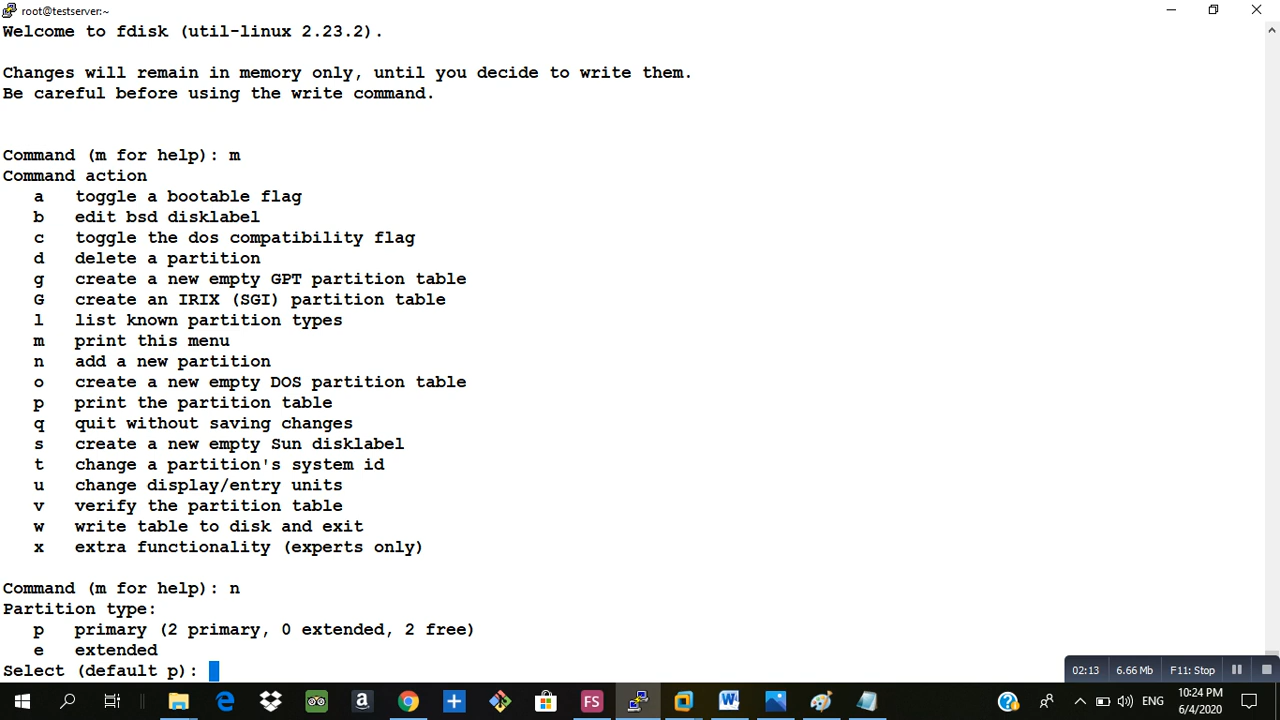 root@testserver:~
Welcome to fdisk (util-linux 2.23.2).
Changes will remain in memory only, until you decide to write them.
Be careful before using the write command.
Command (m for help): m
Command action
a   toggle a bootable flag
b   edit bsd disklabel
c   toggle the dos compatibility flag
d   delete a partition
g   create a new empty GPT partition table
G   create an IRIX (SGI) partition table
l   list known partition types
m   print this menu
n   add a new partition
o   create a new empty DOS partition table
p   print the partition table
q   quit without saving changes
s   create a new empty Sun disklabel
t   change a partition's system id
u   change display/entry units
v   verify the partition table
w   write table to disk and exit
x   extra functionality (experts only)
Command (m for help): n
Partition type:
p   primary (2 primary, 0 extended, 2 free)
e   extended
Select (default p):
02:13 6.66 Mb F11: Stop
FS
ENG
10:24 PM
6/4/2020